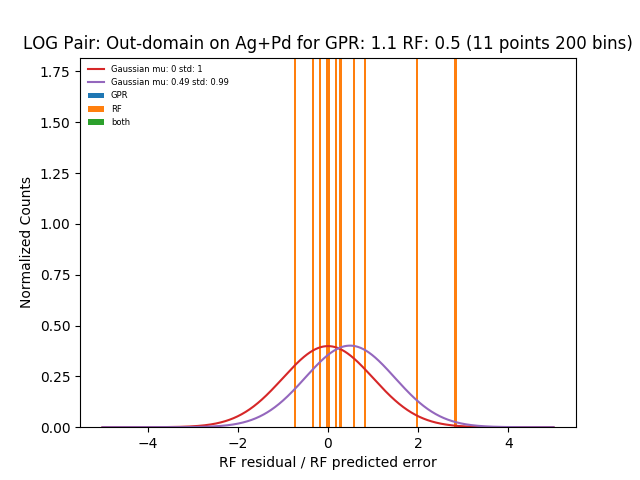 LOG Pair: Out-domain on Ag+Pd for GPR: 1.1 RF: 0.5 (11 points 200 bins)
Gaussian mu: 0 std: 1
Gaussian mu: 0.49 std: 0.99
GPR
RF
both
1.75
1.50
1.25
1.00
0.75
0.50
0.25
0.00
Normalized Counts
−4
−2
0
2
4
RF residual / RF predicted error